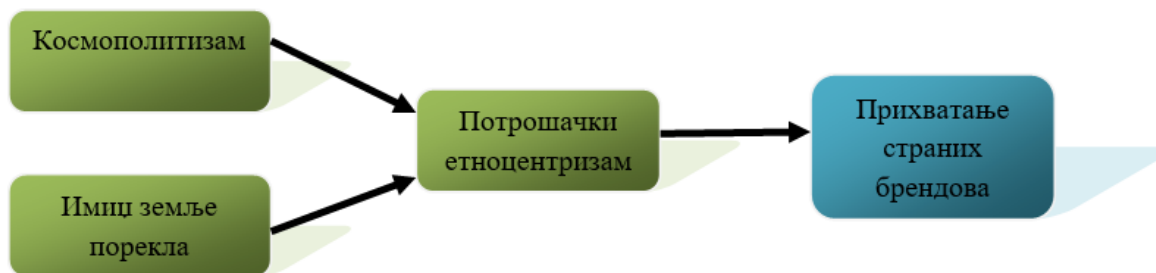 Космополитизам
Имиџ земље
порекла
Потрошачки
етноцентризам
Прихватање
страних
брендова